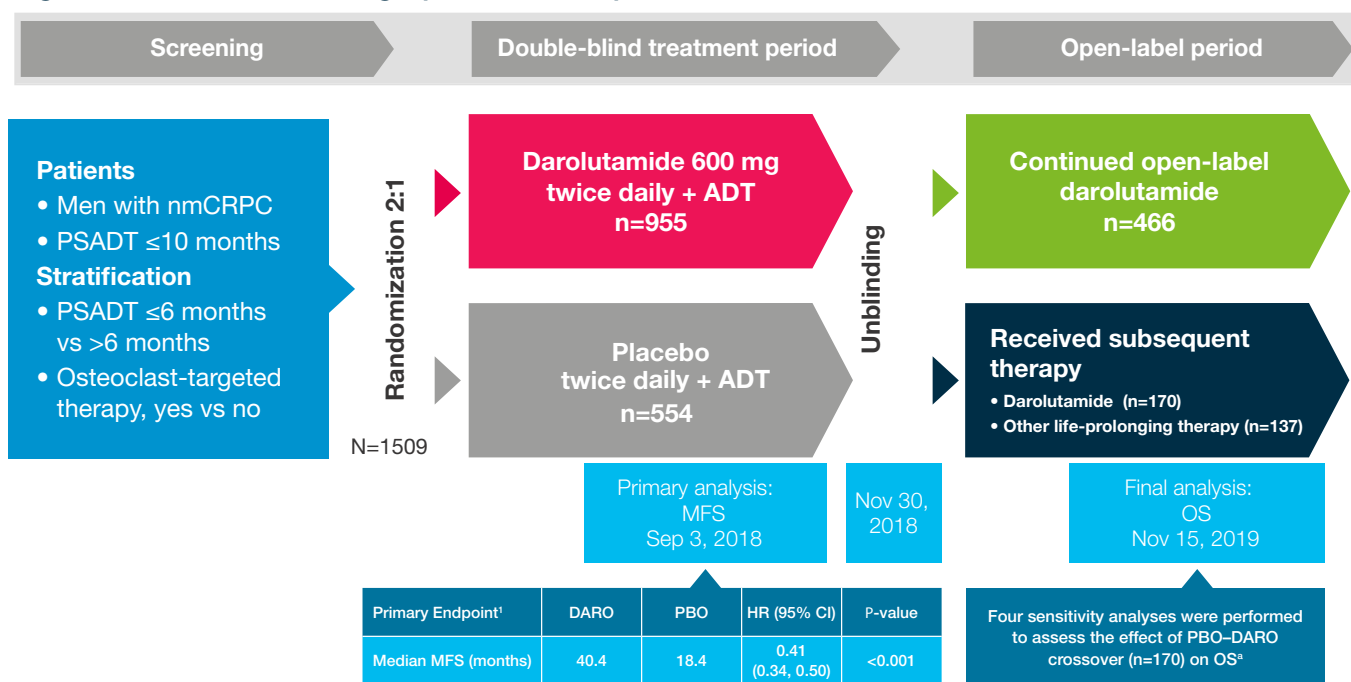 Screening
Double-blind treatment period
Open-label period
Patients
• Men with nmCRPC
• PSADT ≤10 months
Stratification
• PSADT ≤6 months
vs >6 months
• Osteoclast-targeted
therapy, yes vs no
Randomization 2:1
N=1509
Darolutamide 600 mg
twice daily + ADT
n=955
Placebo
twice daily + ADT
n=554
Unblinding
Continued open-label
darolutamide
n=466
Received subsequent
therapy
• Darolutamide (n=170)
• Other life-prolonging therapy (n=137)
Primary analysis:
MFS
Sep 3, 2018
Nov 30,
2018
Final analysis:
OS
Nov 15, 2019
Primary Endpoint¹ DARO PBO HR (95% CI) P-value
Median MFS (months) 40.4 18.4 0.41 <0.001
(0.34, 0.50)
Four sensitivity analyses were performed
to assess the effect of PBO–DARO
crossover (n=170) on OSᵃ